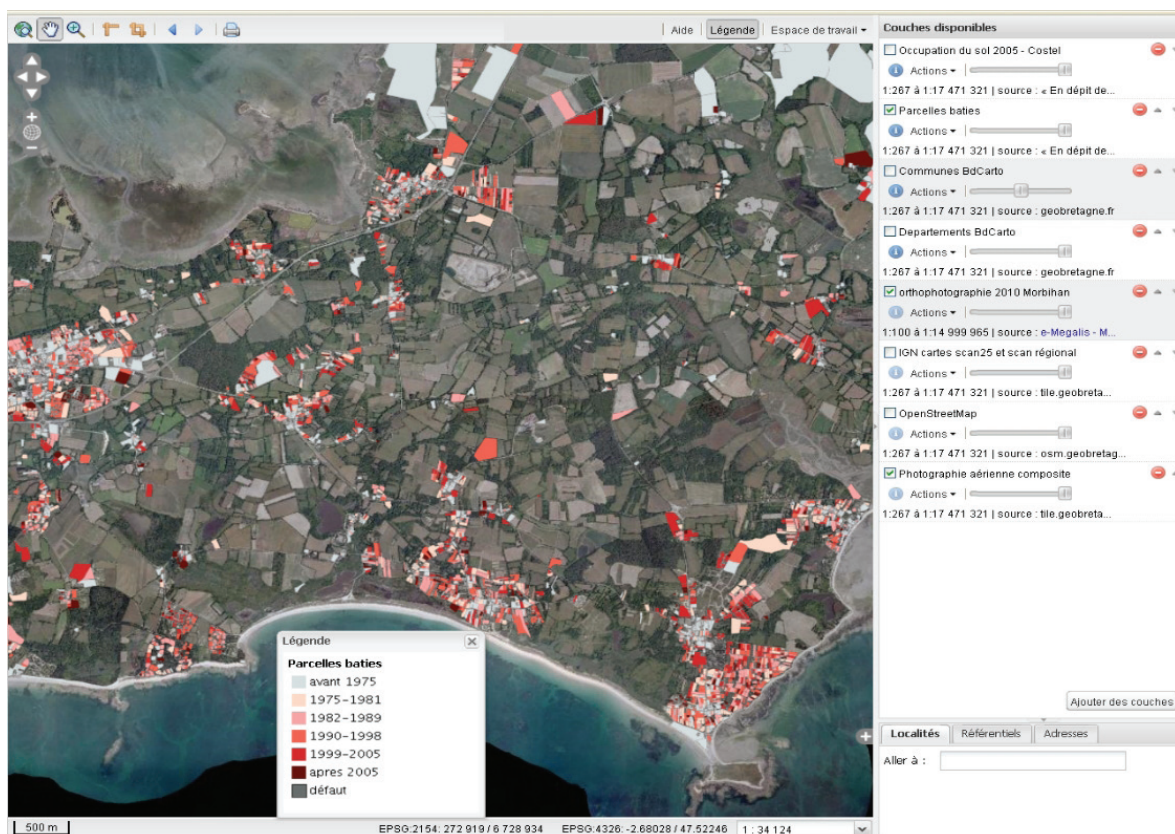 Aide
Légende
Espace de travail
Couches disponibles
Occupation du sol 2005 - Costel
Actions
1:267 à 1:17 471 321 | source : « En dépit de...
Parcelles baties
Actions
1:267 à 1:17 471 321 | source : « En dépit de...
Communes BdCarto
Actions
1:267 à 1:17 471 321 | source : geobretagne.fr
Departements BdCarto
Actions
1:267 à 1:17 471 321 | source : geobretagne.fr
orthophotographie 2010 Morbihan
Actions
1:100 à 1:14 999 965 | source : e-Megalis - M...
IGN cartes scan25 et scan régional
Actions
1:267 à 1:17 471 321 | source : tile.geobreta...
OpenStreetMap
Actions
1:267 à 1:17 471 321 | source : osm.geobretag...
Photographie aérienne composite
Actions
1:267 à 1:17 471 321 | source : tile.geobreta...
Ajouter des couches
Localités
Référentiels
Adresses
Aller à :
Légende
Parcelles baties
avant 1975
1975-1981
1982-1989
1990-1998
1999-2005
apres 2005
défaut
500 m
EPSG:2154: 272 919 / 6 728 934
EPSG:4326: -2.68028 / 47.52246
1 : 34 124